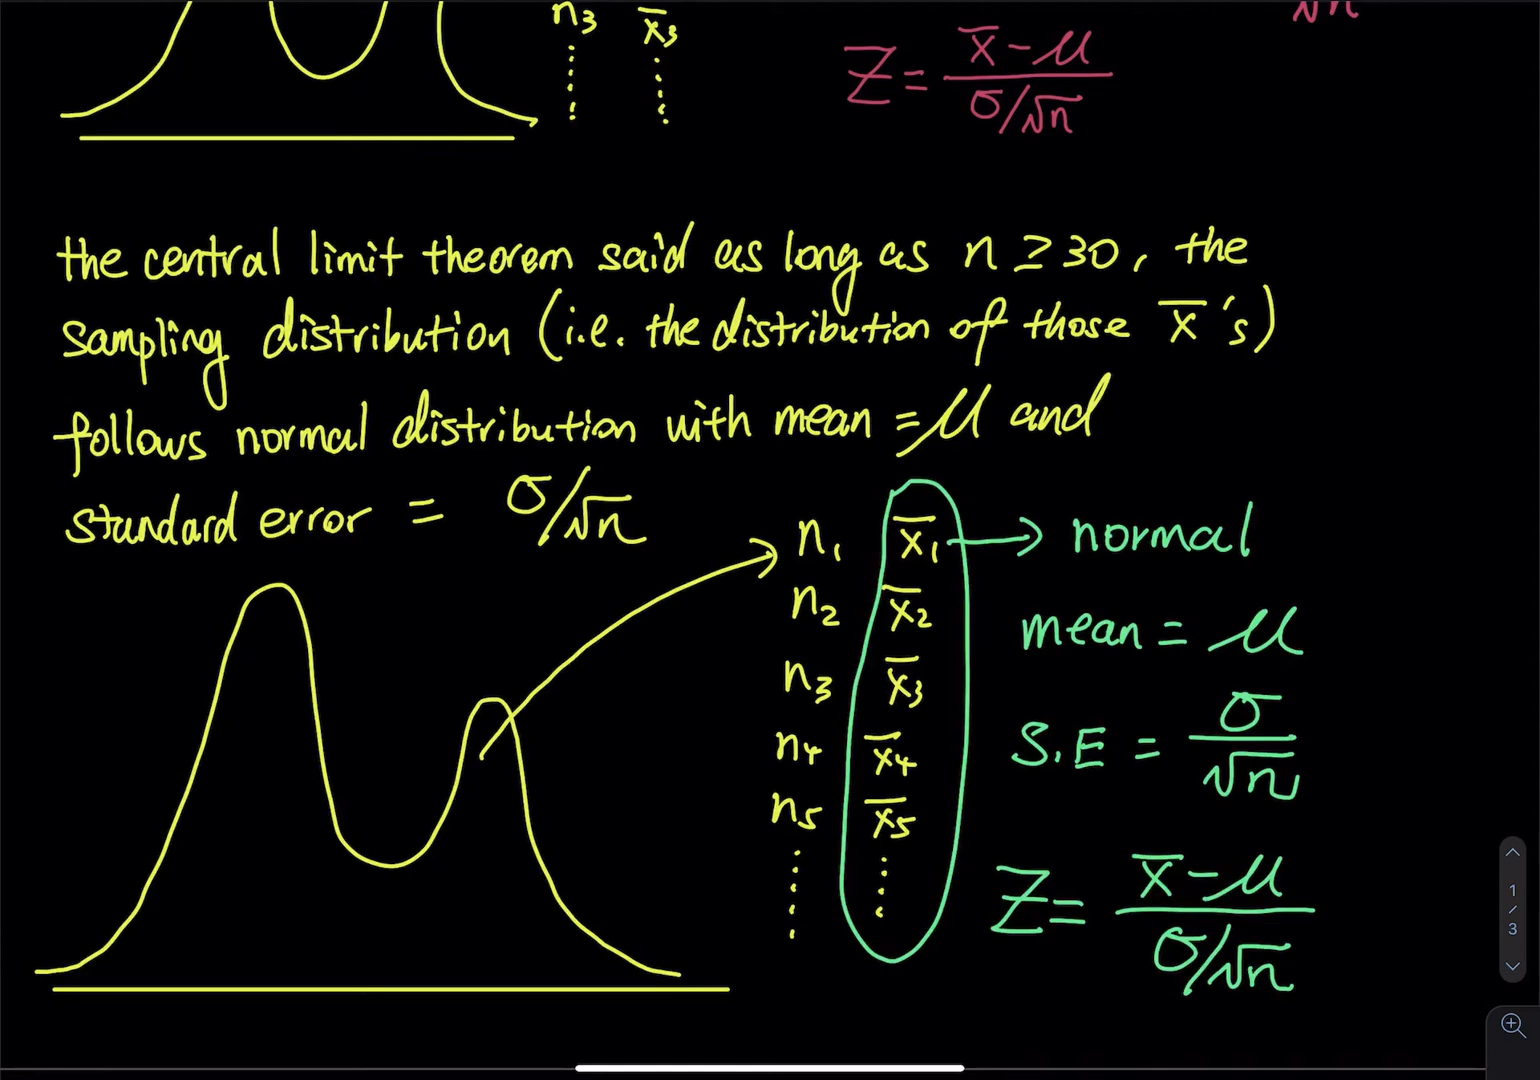 n₃ x̄₃
√n
Z = (x̄ - μ) / (σ/√n)
the central limit theorem said as long as n ≥ 30, the
sampling distribution (i.e. the distribution of those x̄'s)
follows normal distribution with mean = μ and
standard error = σ/√n
n₁ x̄₁ → normal
n₂ x̄₂
mean = μ
n₃ x̄₃
n₄ x̄₄
S.E = σ/√n
n₅ x̄₅
Z = (x̄ - μ) / (σ/√n)
1
/
3